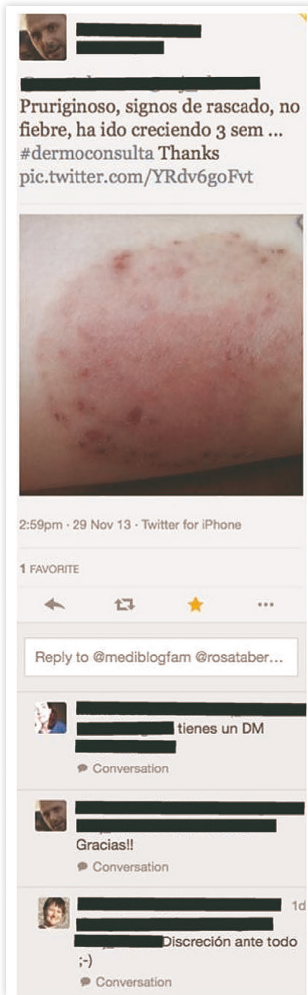 Pruriginoso, signos de rascado, no
fiebre, ha ido creciendo 3 sem ...
#dermoconsulta Thanks
pic.twitter.com/YRdv6goFvt
2:59pm · 29 Nov 13 · Twitter for iPhone
1 FAVORITE
Reply to @mediblogfam @rosataber...
tienes un DM
Conversation
Gracias!!
Conversation
1d
Discreción ante todo
;-)
Conversation